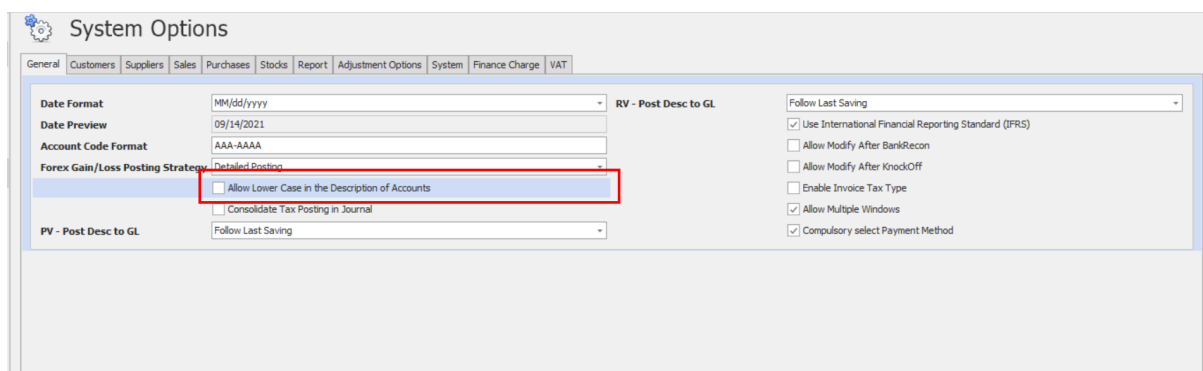 System Options
General Customers Suppliers Sales Purchases Stocks Report Adjustment Options System Finance Charge VAT
Date Format MM/dd/yyyy RV - Post Desc to GL Follow Last Saving
Date Preview 09/14/2021 Use International Financial Reporting Standard (IFRS)
Account Code Format AAA-AAAA Allow Modify After BankRecon
Forex Gain/Loss Posting Strategy Detailed Posting Allow Modify After KnockOff
Allow Lower Case in the Description of Accounts Enable Invoice Tax Type
Consolidate Tax Posting in Journal Allow Multiple Windows
PV - Post Desc to GL Follow Last Saving Compulsory select Payment Method